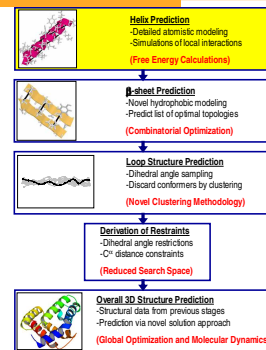 Helix Prediction
-Detailed atomistic modeling
-Simulations of local interactions
(Free Energy Calculations)
β-sheet Prediction
-Novel hydrophobic modeling
-Predict list of optimal topologies
(Combinatorial Optimization)
Loop Structure Prediction
-Dihedral angle sampling
-Discard conformers by clustering
(Novel Clustering Methodology)
Derivation of Restraints
-Dihedral angle restrictions
-Cα distance constraints
(Reduced Search Space)
Overall 3D Structure Prediction
-Structural data from previous stages
-Prediction via novel solution approach
(Global Optimization and Molecular Dynamics)